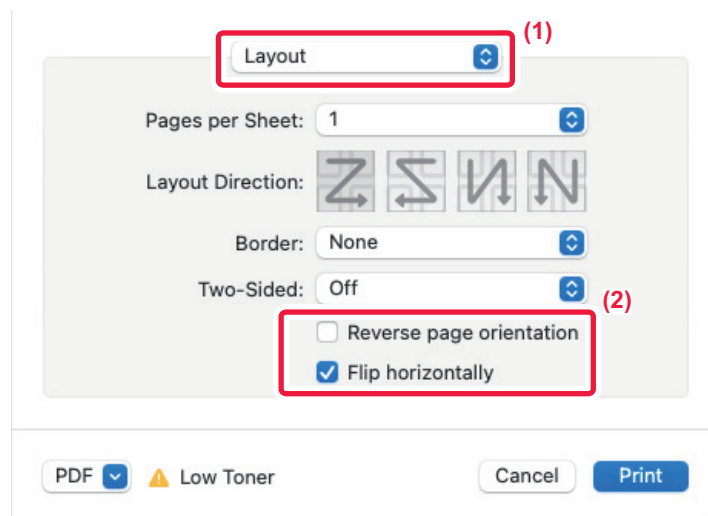 (1)
Layout
Pages per Sheet: 1
Layout Direction:
Border: None
Two-Sided: Off
(2)
Reverse page orientation
Flip horizontally
PDF Low Toner Cancel Print